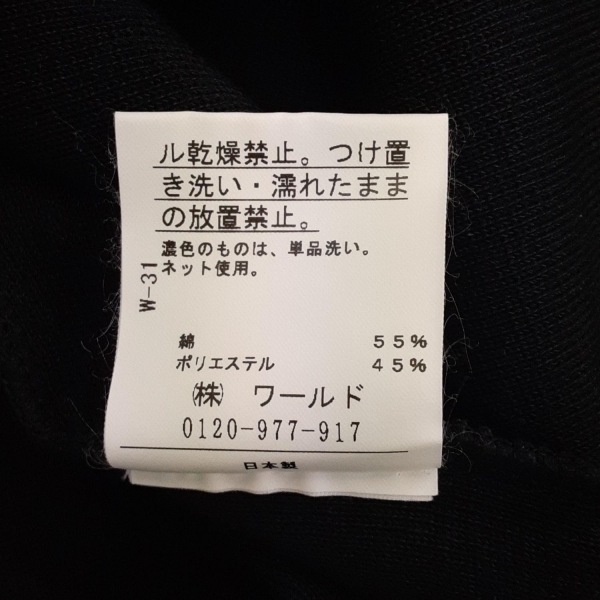 ル乾燥禁止。つけ置
き洗い・濡れたまま
の放置禁止。
濃色のものは、単品洗い。
ネット使用。
W-31
綿 55%
ポリエステル 45%
㈱ ワールド
0120-977-917
日本製